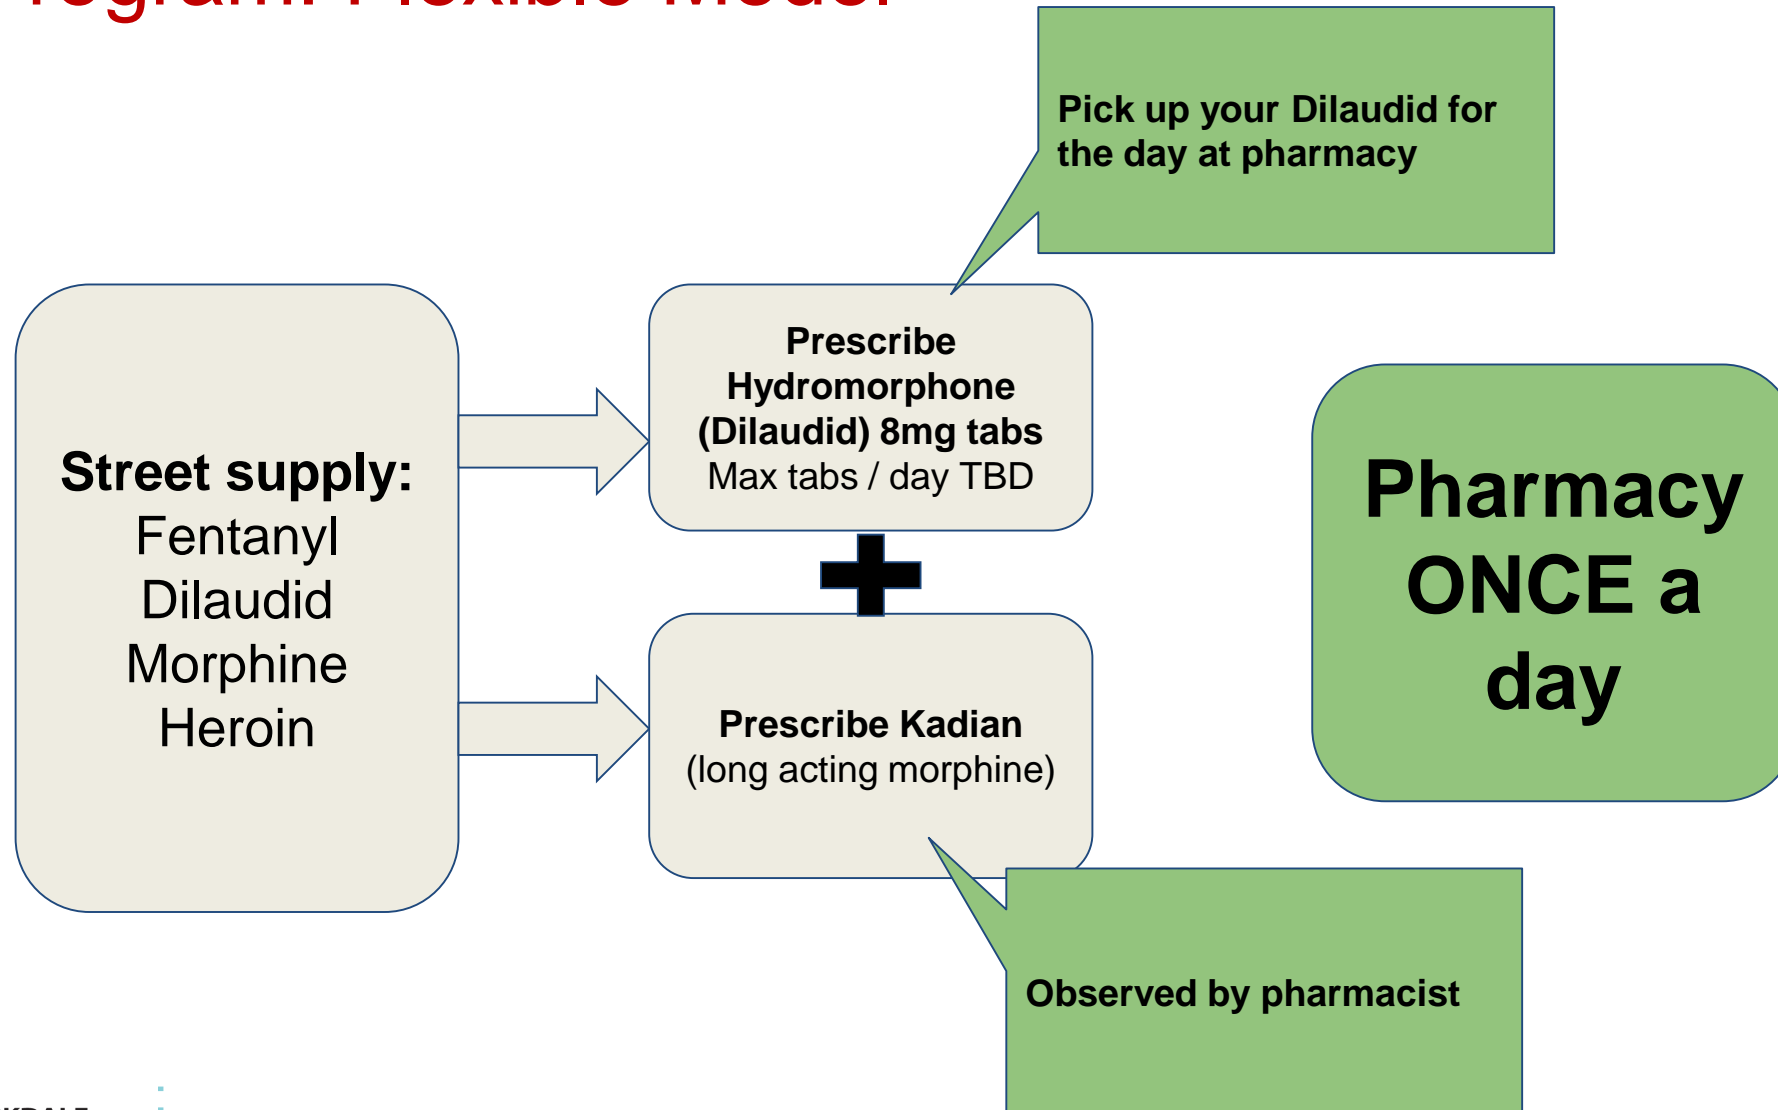 Pick up your Dilaudid for
the day at pharmacy
Street supply:
Fentanyl
Dilaudid
Morphine
Heroin
Prescribe
Hydromorphone
(Dilaudid) 8mg tabs
Max tabs / day TBD
Prescribe Kadian
(long acting morphine)
Pharmacy
ONCE a
day
Observed by pharmacist